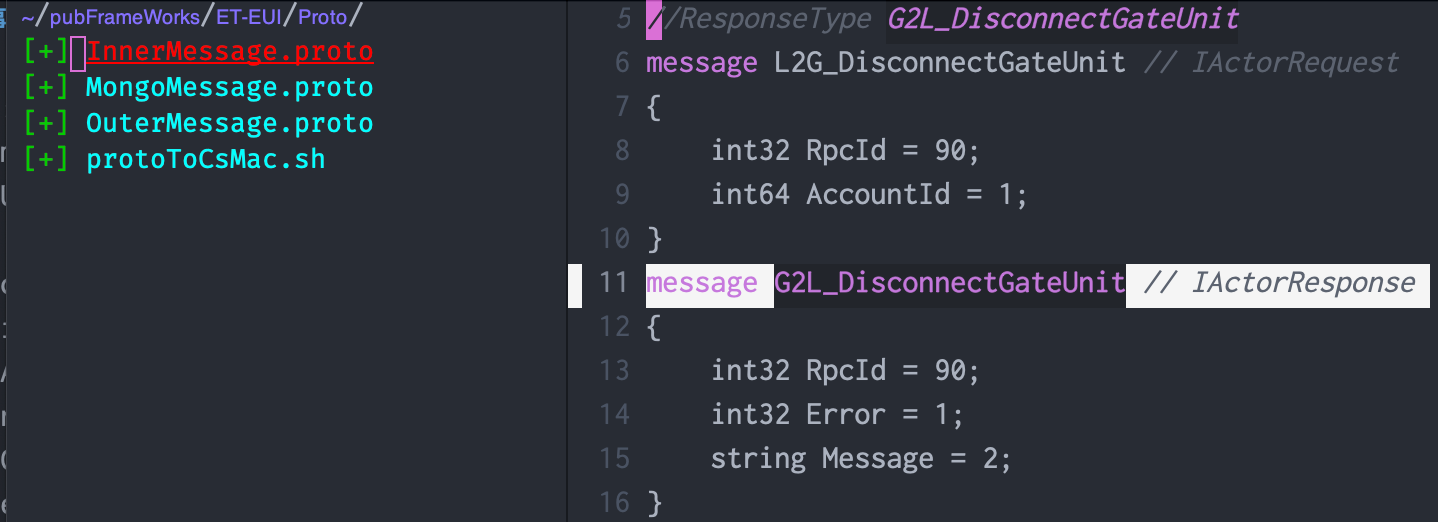 ~/pubFrameWorks/ET-EUI/Proto/
[+] InnerMessage.proto
[+] MongoMessage.proto
[+] OuterMessage.proto
[+] protoToCsMac.sh
5 //ResponseType G2L_DisconnectGateUnit
6 message L2G_DisconnectGateUnit // IActorRequest
7 {
8 int32 RpcId = 90;
9 int64 AccountId = 1;
10 }
11 message G2L_DisconnectGateUnit // IActorResponse
12 {
13 int32 RpcId = 90;
14 int32 Error = 1;
15 string Message = 2;
16 }